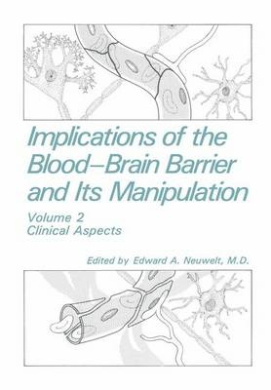 Implications of the
Blood–Brain Barrier
and Its Manipulation
Volume 2
Clinical Aspects
Edited by Edward A. Neuwelt, M.D.